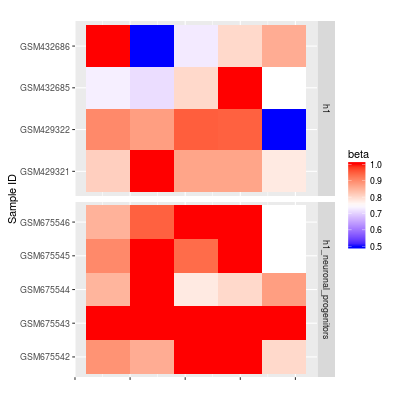 GSM432686
GSM432685
GSM429322
GSM429321
h1
GSM675546
GSM675545
GSM675544
GSM675543
GSM675542
h1_neuronal_progenitors
Sample ID
beta
1.0
0.9
0.8
0.7
0.6
0.5